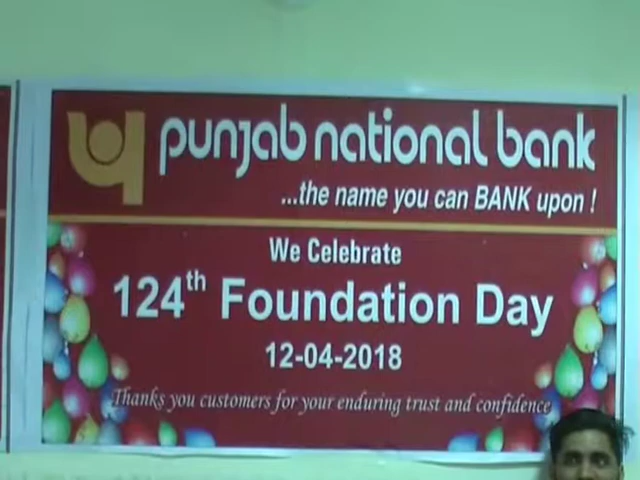 punjab national bank
...the name you can BANK upon !
We Celebrate
124th Foundation Day
12-04-2018
Thanks you customers for your enduring trust and confidence